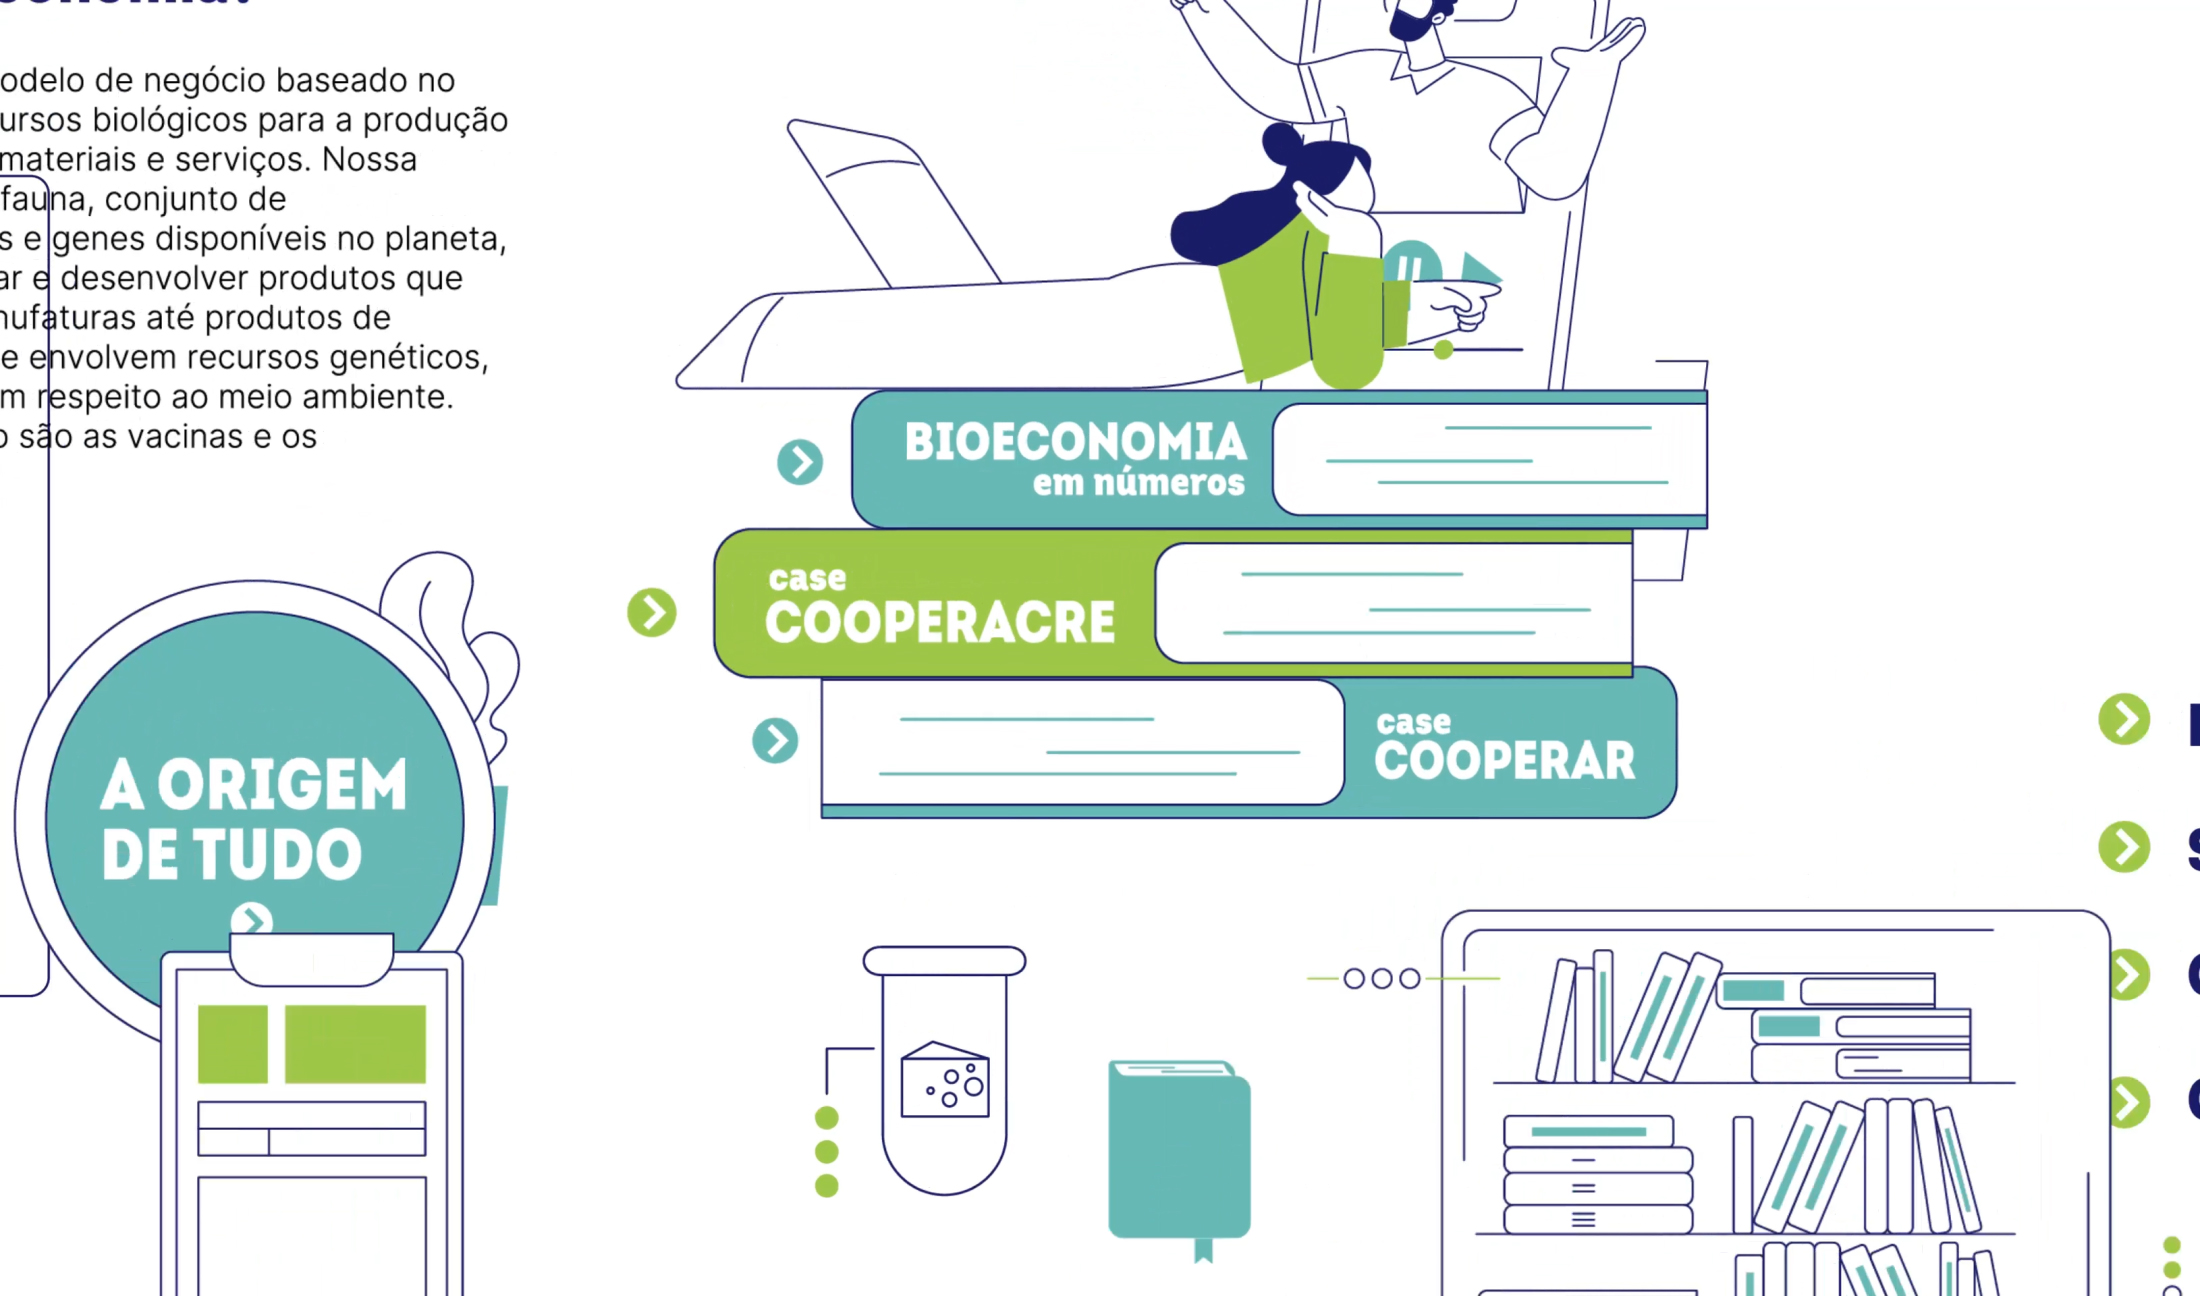 odelo de negócio baseado no
ursos biológicos para a produção
materiais e serviços. Nossa
fauna, conjunto de
s e genes disponíveis no planeta,
ar e desenvolver produtos que
nufaturas até produtos de
e envolvem recursos genéticos,
m respeito ao meio ambiente.
o são as vacinas e os
BIOECONOMIA
em números
case
COOPERACRE
case
COOPERAR
A ORIGEM
DE TUDO